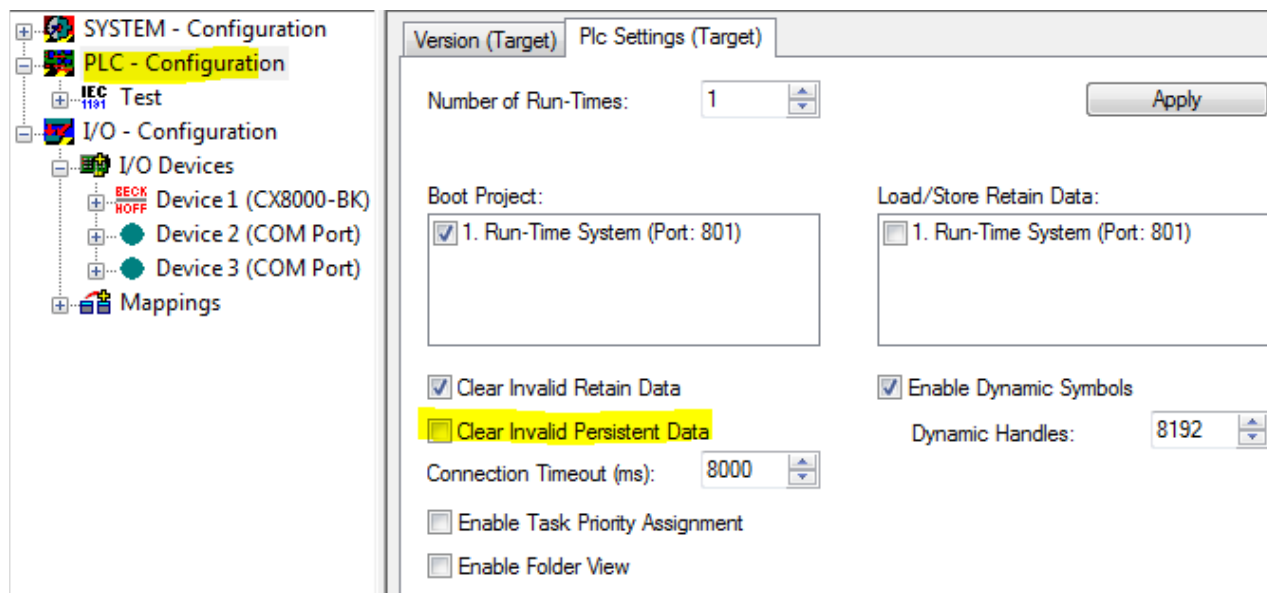 SYSTEM - Configuration
PLC - Configuration
IEC 1131 Test
I/O - Configuration
I/O Devices
BECKHOFF Device 1 (CX8000-BK)
Device 2 (COM Port)
Device 3 (COM Port)
Mappings
Version (Target) Plc Settings (Target)
Number of Run-Times: 1 Apply
Boot Project: Load/Store Retain Data:
1. Run-Time System (Port: 801) 1. Run-Time System (Port: 801)
Clear Invalid Retain Data Enable Dynamic Symbols
Clear Invalid Persistent Data Dynamic Handles: 8192
Connection Timeout (ms): 8000
Enable Task Priority Assignment
Enable Folder View